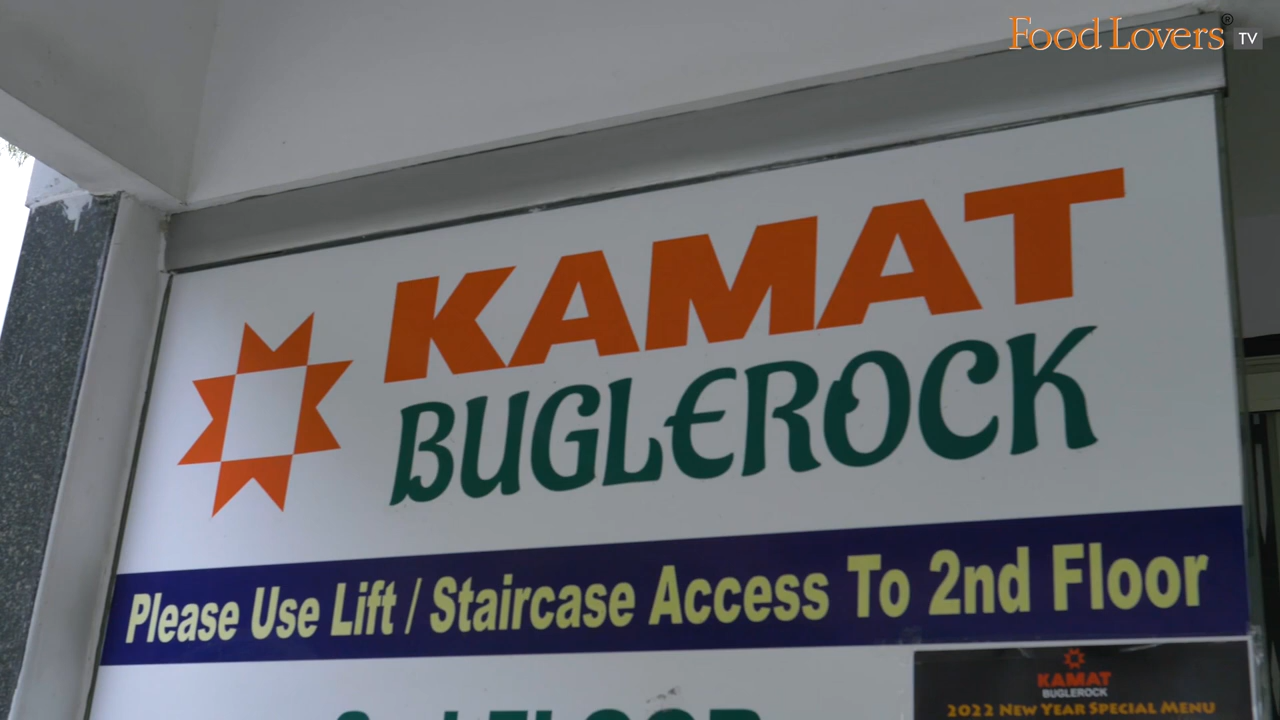 Food Lovers® TV
KAMAT
BUGLEROCK
Please Use Lift / Staircase Access To 2nd Floor
KAMAT
BUGLEROCK
2022 NEW YEAR SPECIAL MENU